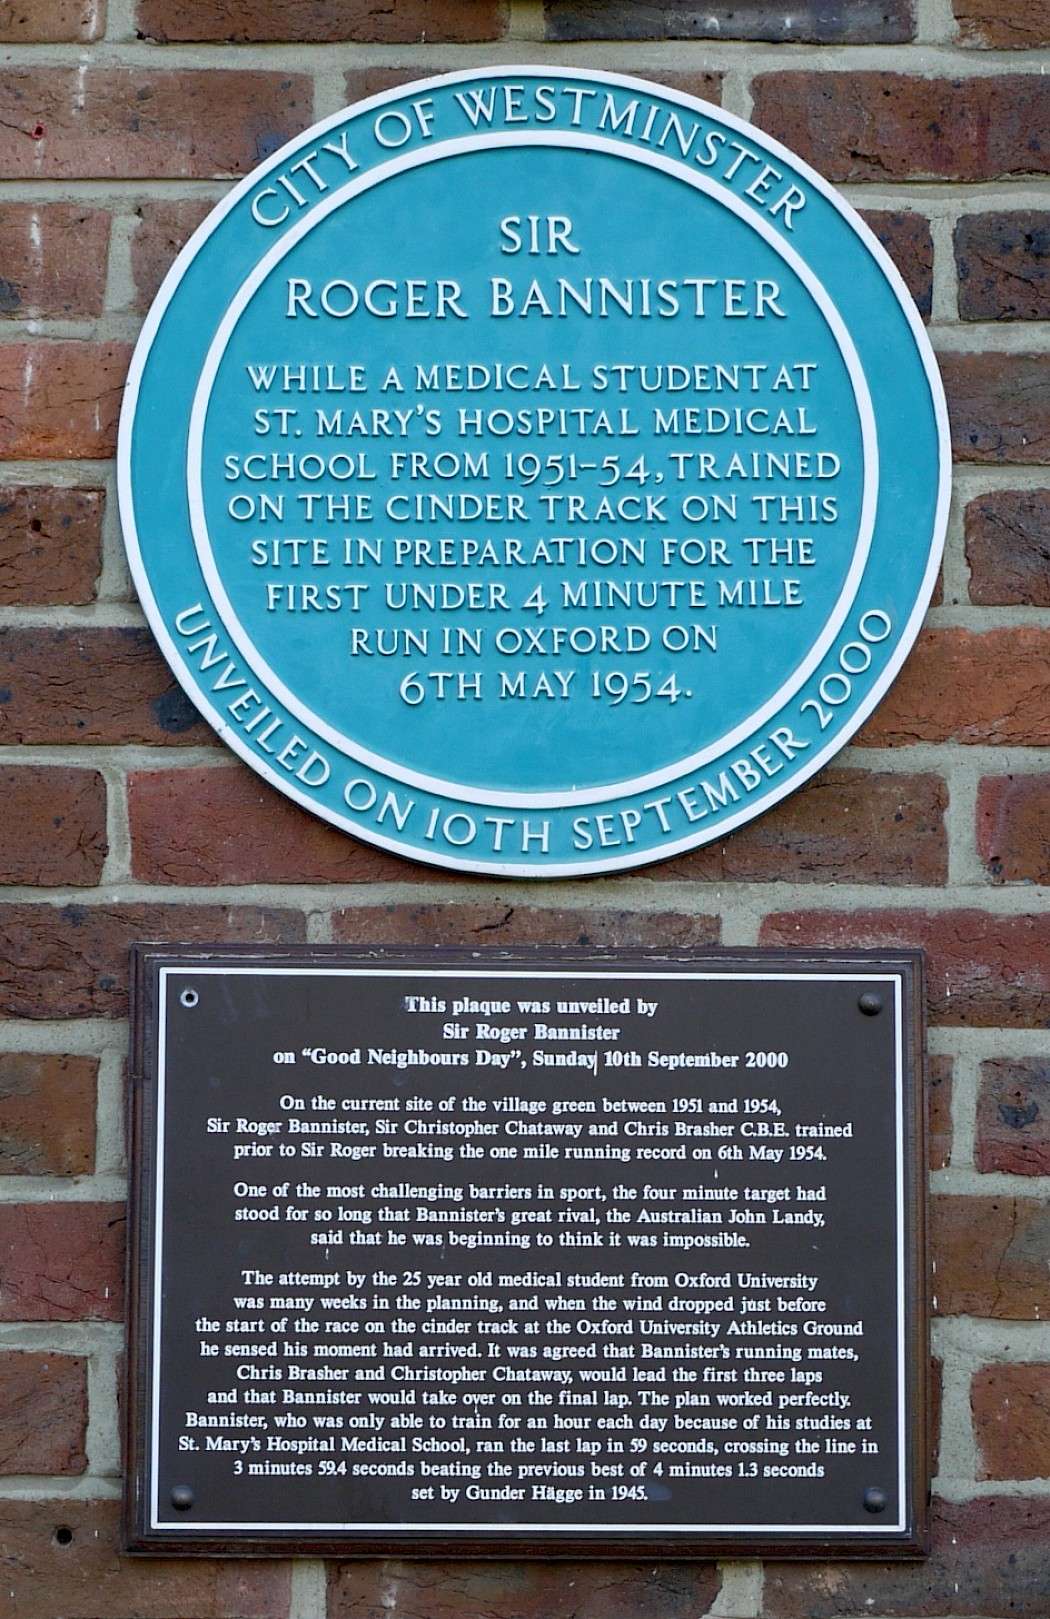 CITY OF WESTMINSTER
SIR
ROGER BANNISTER
WHILE A MEDICAL STUDENT AT
ST. MARY'S HOSPITAL MEDICAL
SCHOOL FROM 1951-54, TRAINED
ON THE CINDER TRACK ON THIS
SITE IN PREPARATION FOR THE
FIRST UNDER 4 MINUTE MILE
RUN IN OXFORD ON
6TH MAY 1954.
UNVEILED ON 10TH SEPTEMBER 2000
This plaque was unveiled by
Sir Roger Bannister
on “Good Neighbours Day”, Sunday 10th September 2000
On the current site of the village green between 1951 and 1954,
Sir Roger Bannister, Sir Christopher Chataway and Chris Brasher C.B.E. trained
prior to Sir Roger breaking the one mile running record on 6th May 1954.
One of the most challenging barriers in sport, the four minute target had
stood for so long that Bannister's great rival, the Australian John Landy,
said that he was beginning to think it was impossible.
The attempt by the 25 year old medical student from Oxford University
was many weeks in the planning, and when the wind dropped just before
the start of the race on the cinder track at the Oxford University Athletics Ground
he sensed his moment had arrived. It was agreed that Bannister's running mates,
Chris Brasher and Christopher Chataway, would lead the first three laps
and that Bannister would take over on the final lap. The plan worked perfectly.
Bannister, who was only able to train for an hour each day because of his studies at
St. Mary's Hospital Medical School, ran the last lap in 59 seconds, crossing the line in
3 minutes 59.4 seconds beating the previous best of 4 minutes 1.3 seconds
set by Gunder Hägge in 1945.